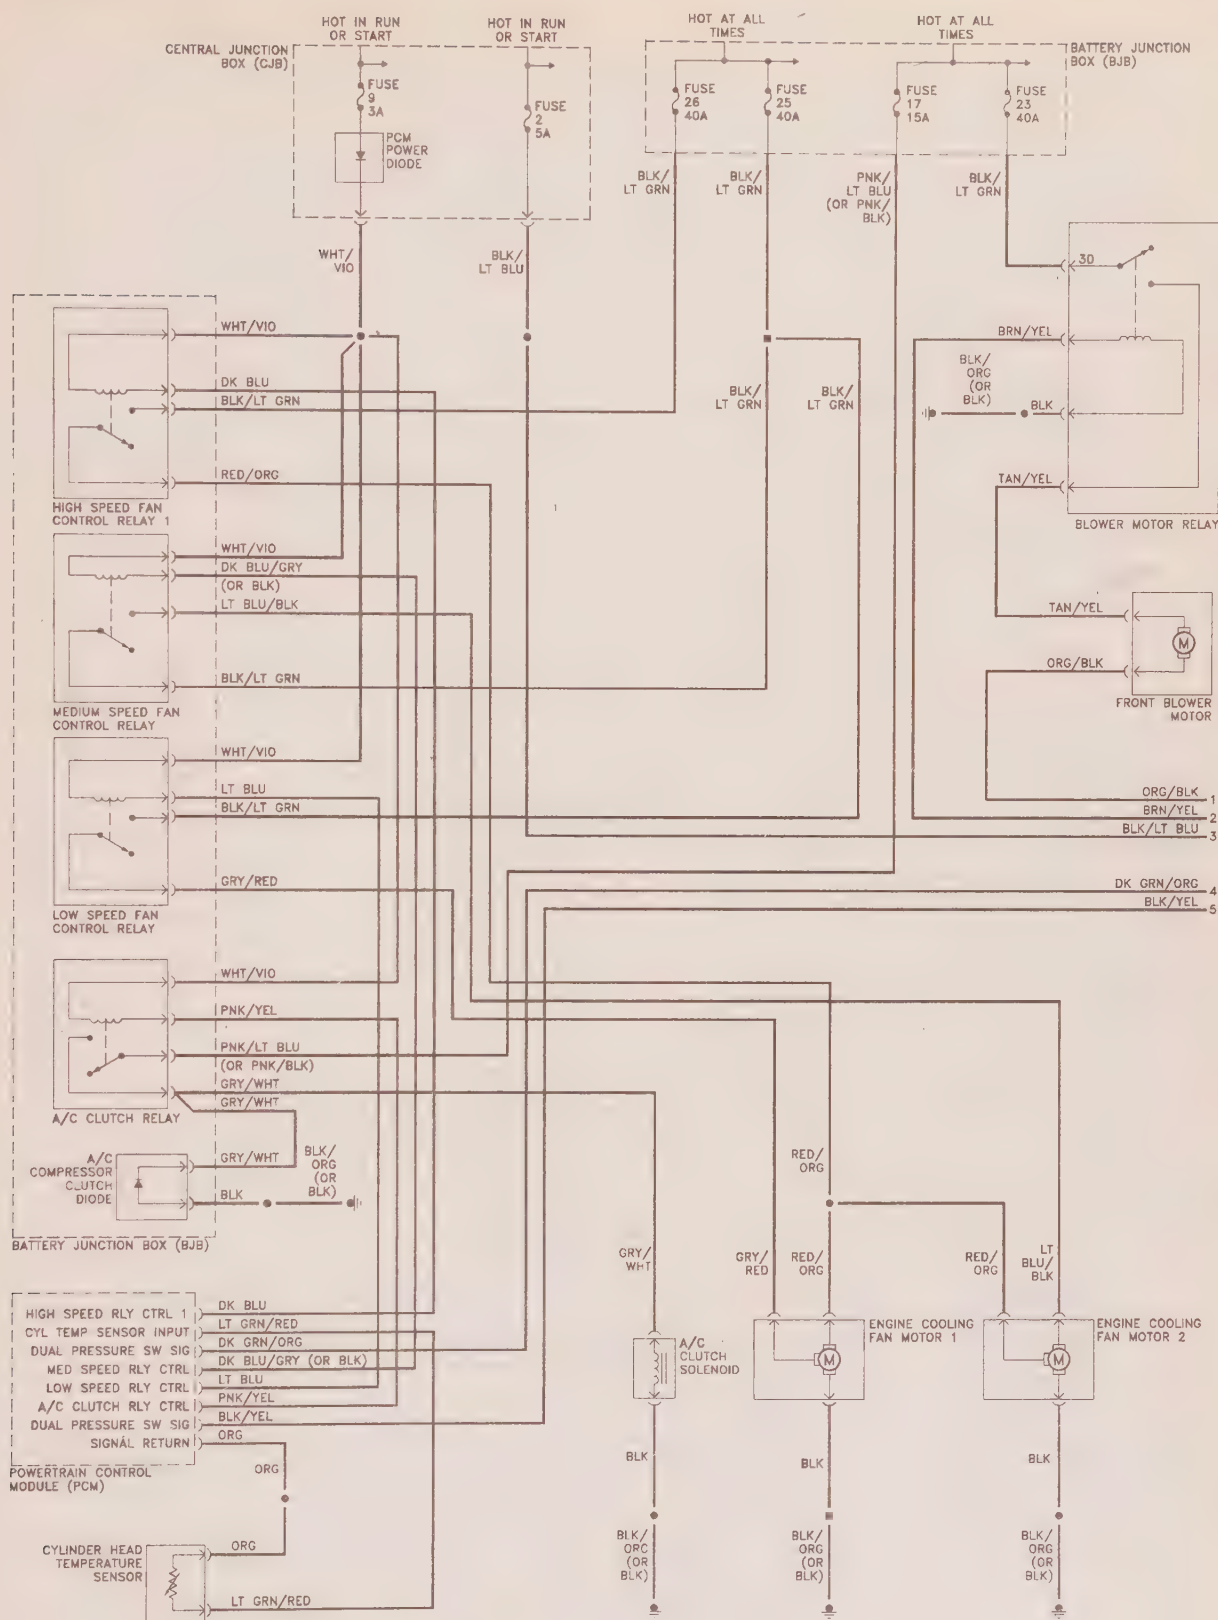 HOT IN RUN
OR START
HOT IN RUN
OR START
HOT AT ALL
TIMES
HOT AT ALL
TIMES
CENTRAL JUNCTION
BOX (CJB)
BATTERY JUNCTION
BOX (BJB)
FUSE
9
3A
FUSE
2
5A
FUSE
26
40A
FUSE
25
40A
FUSE
17
15A
FUSE
23
40A
PCM
POWER
DIODE
BLK/
LT GRN
BLK/
LT GRN
PNK/
LT BLU
(OR PNK/
BLK)
BLK/
LT GRN
WHT/
VIO
BLK/
LT BLU
30
BRN/YEL
BLK/
ORG
(OR
BLK)
BLK
TAN/YEL
BLOWER MOTOR RELAY
WHT/VIO
DK BLU
BLK/LT GRN
RED/ORG
HIGH SPEED FAN
CONTROL RELAY 1
BLK/
LT GRN
BLK/
LT GRN
WHT/VIO
DK BLU/GRY
(OR BLK)
LT BLU/BLK
BLK/LT GRN
MEDIUM SPEED FAN
CONTROL RELAY
TAN/YEL
M
ORG/BLK
FRONT BLOWER
MOTOR
WHT/VIO
LT BLU
BLK/LT GRN
GRY/RED
LOW SPEED FAN
CONTROL RELAY
ORG/BLK 1
BRN/YEL 2
BLK/LT BLU 3
DK GRN/ORG 4
BLK/YEL 5
WHT/VIO
PNK/YEL
PNK/LT BLU
(OR PNK/BLK)
GRY/WHT
GRY/WHT
A/C CLUTCH RELAY
A/C
COMPRESSOR
CLUTCH
DIODE
GRY/WHT
BLK
BLK/
ORG
(OR
BLK)
BATTERY JUNCTION BOX (BJB)
RED/
ORG
GRY/
WHT
GRY/
RED
RED/
ORG
RED/
ORG
LT
BLU/
BLK
HIGH SPEED RLY CTRL 1
DK BLU
CYL TEMP SENSOR INPUT
LT GRN/RED
DUAL PRESSURE SW SIG
DK GRN/ORG
MED SPEED RLY CTRL
DK BLU/GRY (OR BLK)
LOW SPEED RLY CTRL
LT BLU
A/C CLUTCH RLY CTRL
PNK/YEL
DUAL PRESSURE SW SIG
BLK/YEL
SIGNAL RETURN
ORG
POWERTRAIN CONTROL
MODULE (PCM)
ORG
A/C
CLUTCH
SOLENOID
M
ENGINE COOLING
FAN MOTOR 1
M
ENGINE COOLING
FAN MOTOR 2
BLK
BLK
BLK
BLK/
ORG
(OR
BLK)
BLK/
ORG
(OR
BLK)
BLK/
ORG
(OR
BLK)
CYLINDER HEAD
TEMPERATURE
SENSOR
ORG
LT GRN/RED